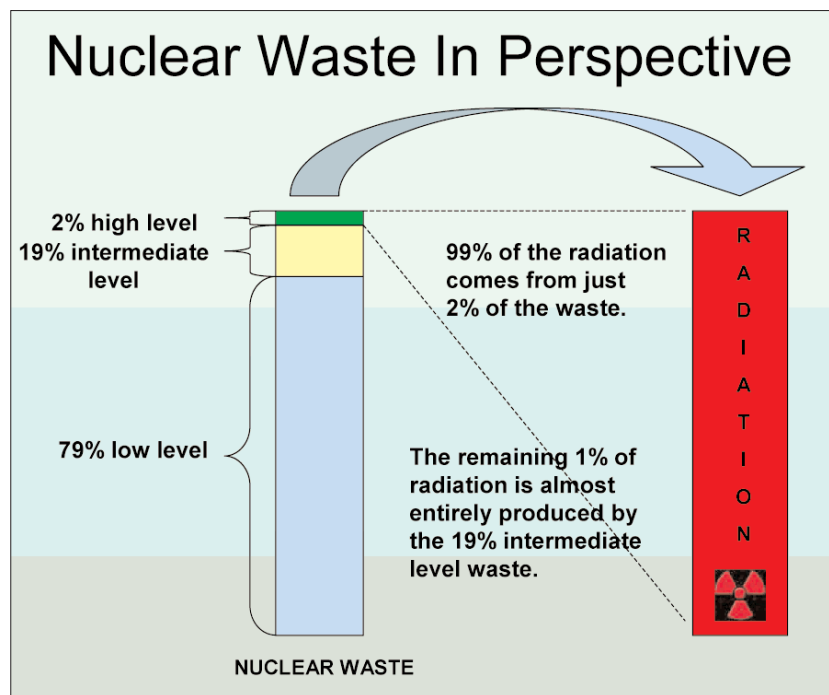 Nuclear Waste In Perspective
2% high level
19% intermediate
level
99% of the radiation
comes from just
2% of the waste.
79% low level
The remaining 1% of
radiation is almost
entirely produced by
the 19% intermediate
level waste.
R
A
D
I
A
T
I
O
N
NUCLEAR WASTE